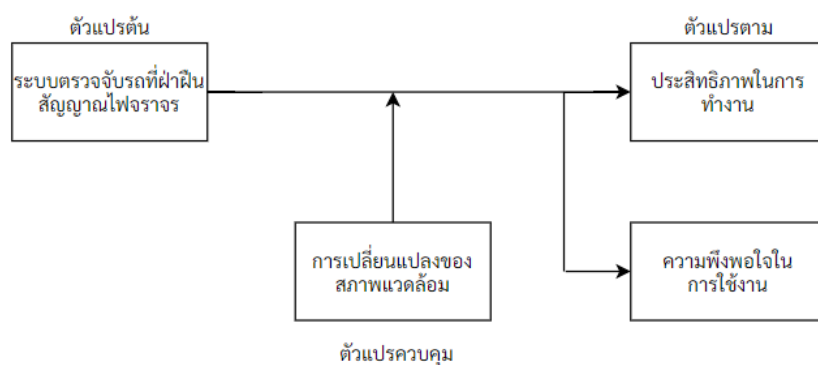 ตัวแปรต้น
ระบบตรวจจับรถที่ฝ่าฝืน
สัญญาณไฟจราจร
ตัวแปรตาม
ประสิทธิภาพในการ
ทำงาน
การเปลี่ยนแปลงของ
สภาพแวดล้อม
ตัวแปรควบคุม
ความพึงพอใจใน
การใช้งาน